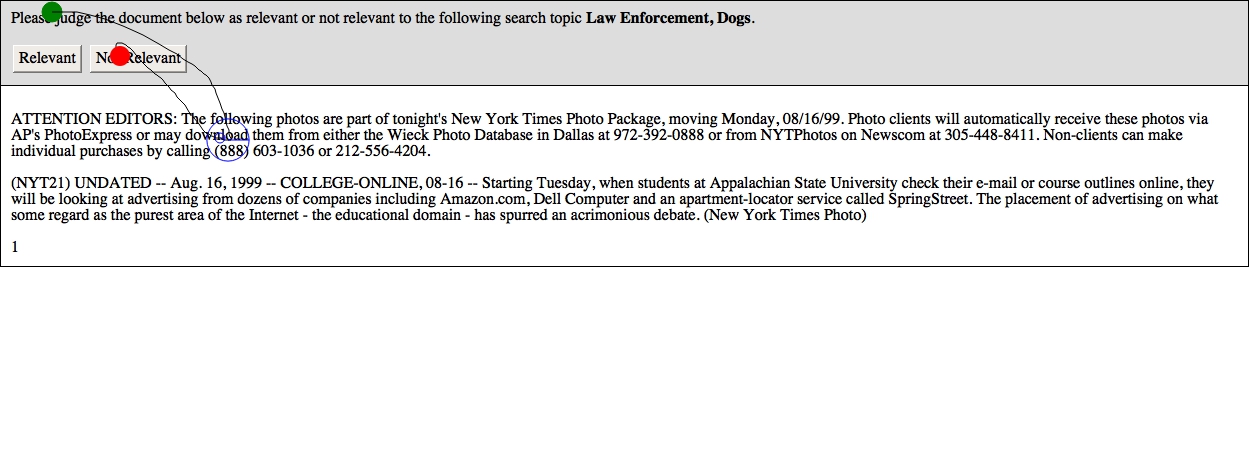 Please judge the document below as relevant or not relevant to the following search topic Law Enforcement, Dogs.
Relevant Not Relevant
ATTENTION EDITORS: The following photos are part of tonight's New York Times Photo Package, moving Monday, 08/16/99. Photo clients will automatically receive these photos via
AP's PhotoExpress or may download them from either the Wieck Photo Database in Dallas at 972-392-0888 or from NYTPhotos on Newscom at 305-448-8411. Non-clients can make
individual purchases by calling (888) 603-1036 or 212-556-4204.
(NYT21) UNDATED -- Aug. 16, 1999 -- COLLEGE-ONLINE, 08-16 -- Starting Tuesday, when students at Appalachian State University check their e-mail or course outlines online, they
will be looking at advertising from dozens of companies including Amazon.com, Dell Computer and an apartment-locator service called SpringStreet. The placement of advertising on what
some regard as the purest area of the Internet - the educational domain - has spurred an acrimonious debate. (New York Times Photo)
1